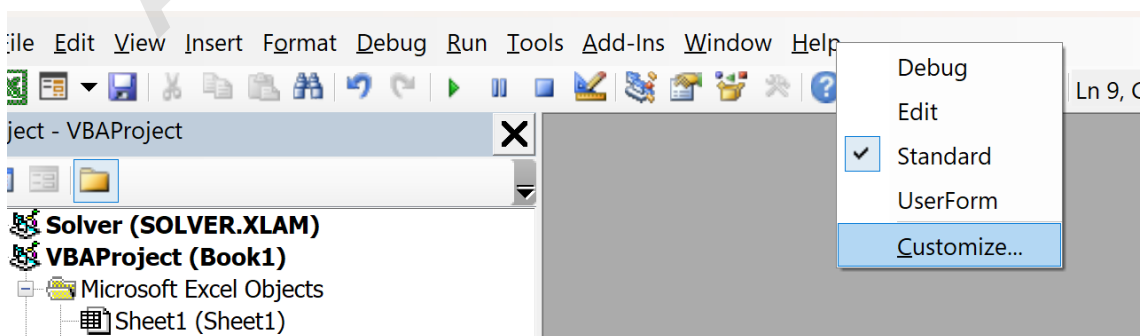 ile Edit View Insert Format Debug Run Tools Add-Ins Window Help
Debug
Ln 9, C
Edit
ject - VBAProject
Standard
UserForm
Solver (SOLVER.XLAM)
Customize...
VBAProject (Book1)
Microsoft Excel Objects
Sheet1 (Sheet1)